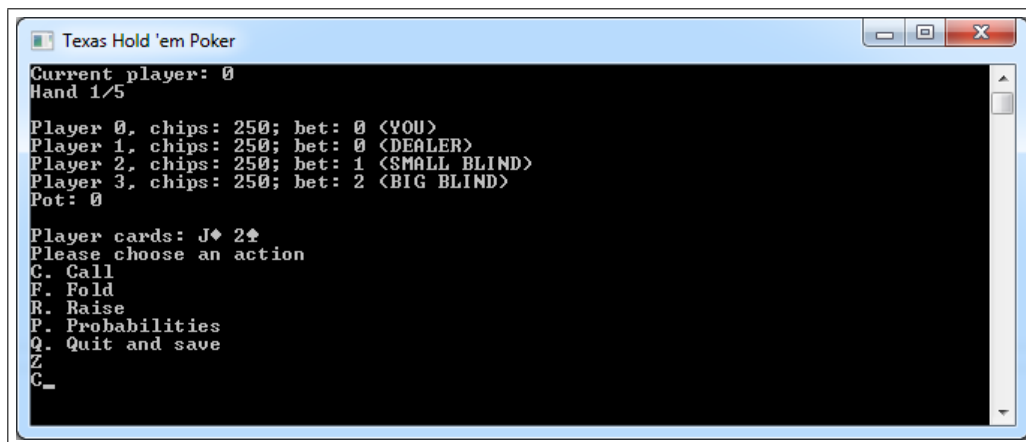 Texas Hold 'em Poker
Current player: 0
Hand 1/5
Player 0, chips: 250; bet: 0 <YOU>
Player 1, chips: 250; bet: 0 <DEALER>
Player 2, chips: 250; bet: 1 <SMALL BLIND>
Player 3, chips: 250; bet: 2 <BIG BLIND>
Pot: 0
Player cards: J♦ 2♠
Please choose an action
C. Call
F. Fold
R. Raise
P. Probabilities
Q. Quit and save
Z
C_